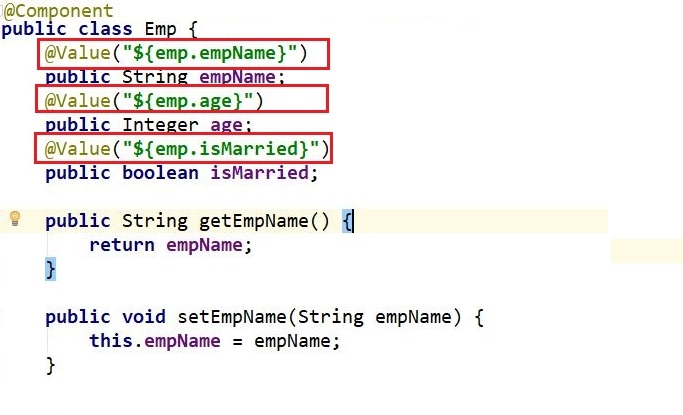 @Component
public class Emp {
@Value("${emp.empName}")
public String empName;
@Value("${emp.age}")
public Integer age;
@Value("${emp.isMarried}")
public boolean isMarried;
public String getEmpName() {
return empName;
}
public void setEmpName(String empName) {
this.empName = empName;
}